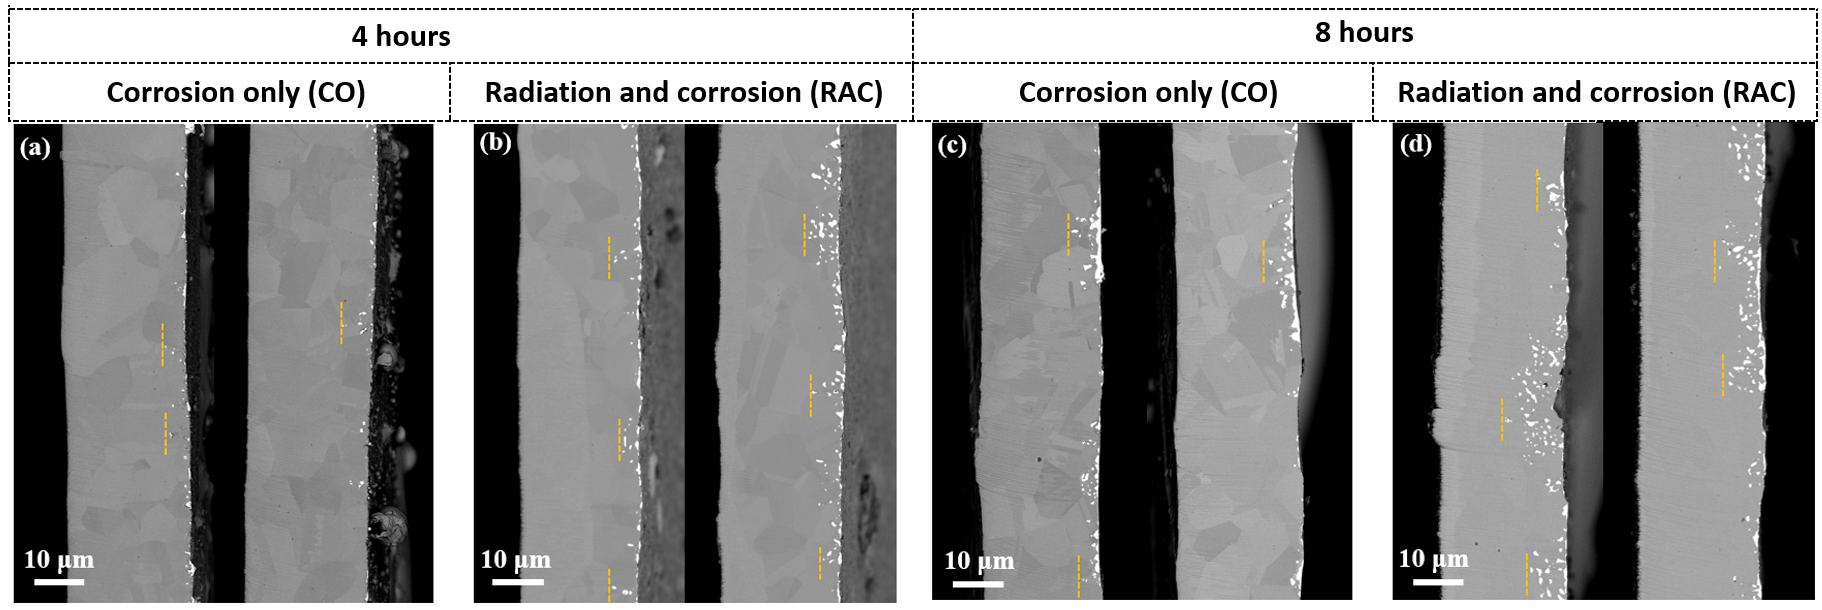 4 hours
8 hours
Corrosion only (CO)
Radiation and corrosion (RAC)
Corrosion only (CO)
Radiation and corrosion (RAC)
(a)
(b)
(c)
(d)
10 µm
10 µm
10 µm
10 µm